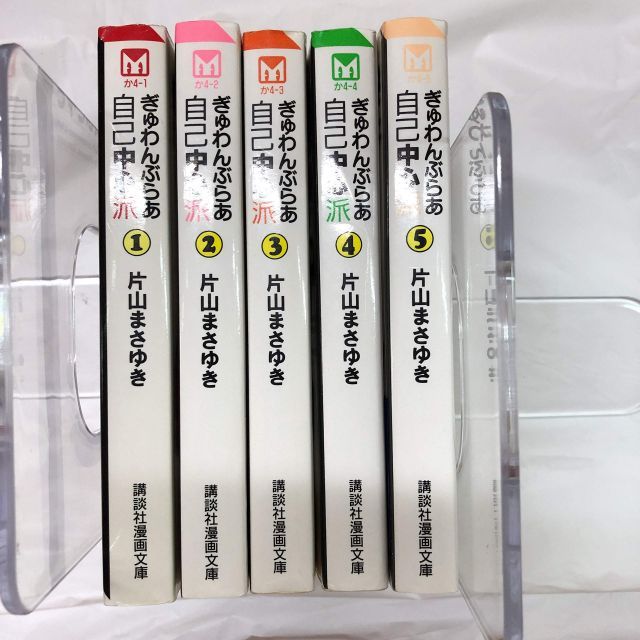 か4-1
ぎゅわんぶらあ
自己中心派
1
片山まさゆき
講談社漫画文庫
か4-2
ぎゅわんぶらあ
自己中心派
2
片山まさゆき
講談社漫画文庫
か4-3
ぎゅわんぶらあ
自己中心派
3
片山まさゆき
講談社漫画文庫
か4-4
ぎゅわんぶらあ
自己中心派
4
片山まさゆき
講談社漫画文庫
か4-5
ぎゅわんぶらあ
自己中心派
5
片山まさゆき
講談社漫画文庫